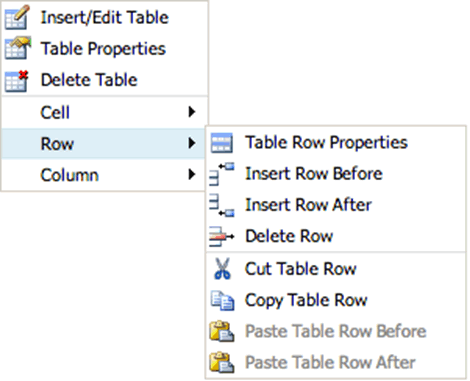 Insert/Edit Table
Table Properties
Delete Table
Cell
Row
Column
Table Row Properties
Insert Row Before
Insert Row After
Delete Row
Cut Table Row
Copy Table Row
Paste Table Row Before
Paste Table Row After